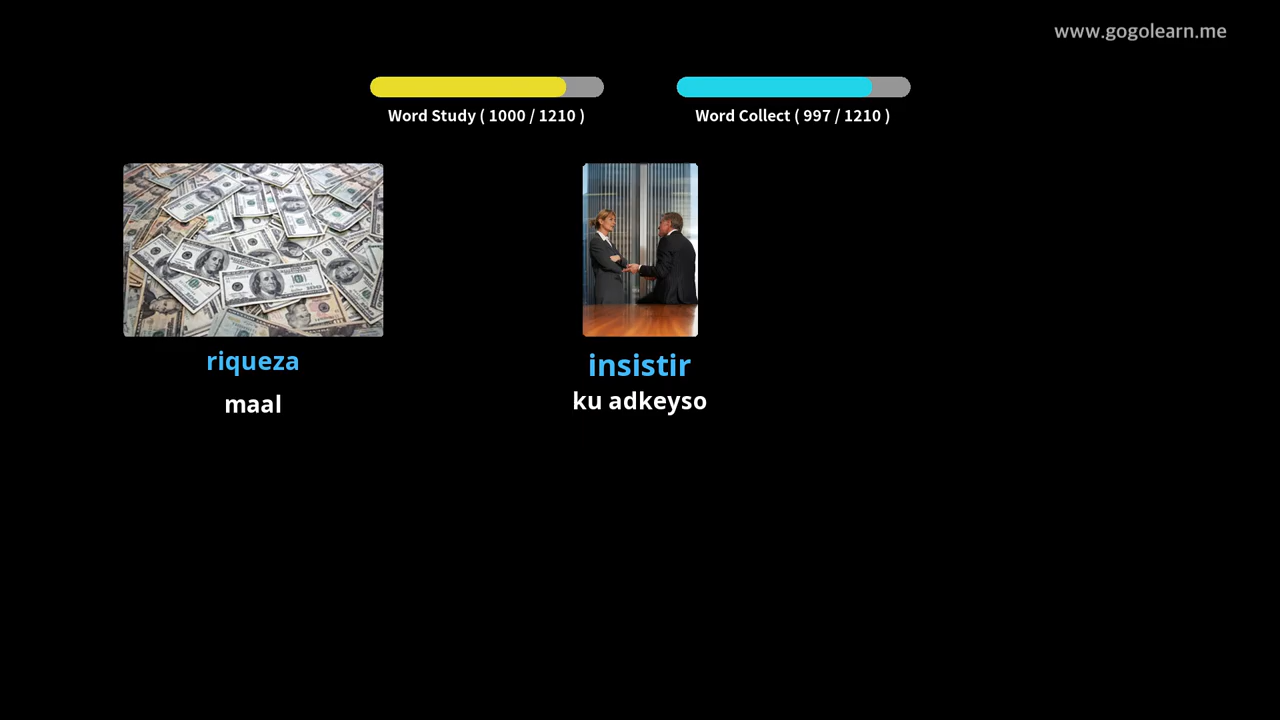 www.gogolearn.me
Word Study ( 1000 / 1210 )
Word Collect ( 997 / 1210 )
riqueza
maal
insistir
ku adkeyso